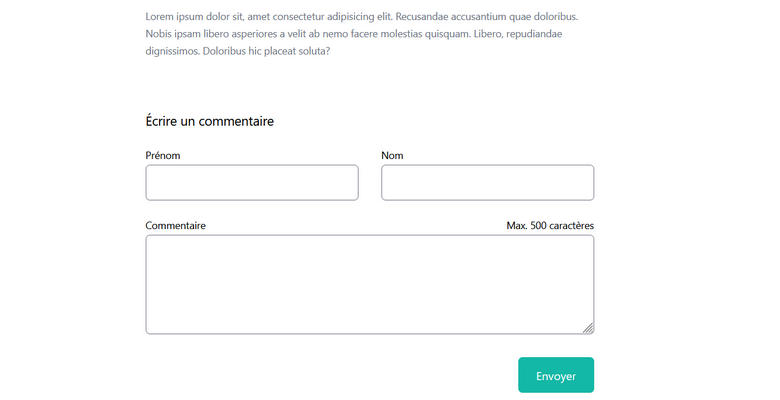 Lorem ipsum dolor sit, amet consectetur adipisicing elit. Recusandae accusantium quae doloribus.
Nobis ipsam libero asperiores a velit ab nemo facere molestias quisquam. Libero, repudiandae
dignissimos. Doloribus hic placeat soluta?
Écrire un commentaire
Prénom Nom
Commentaire Max. 500 caractères
Envoyer